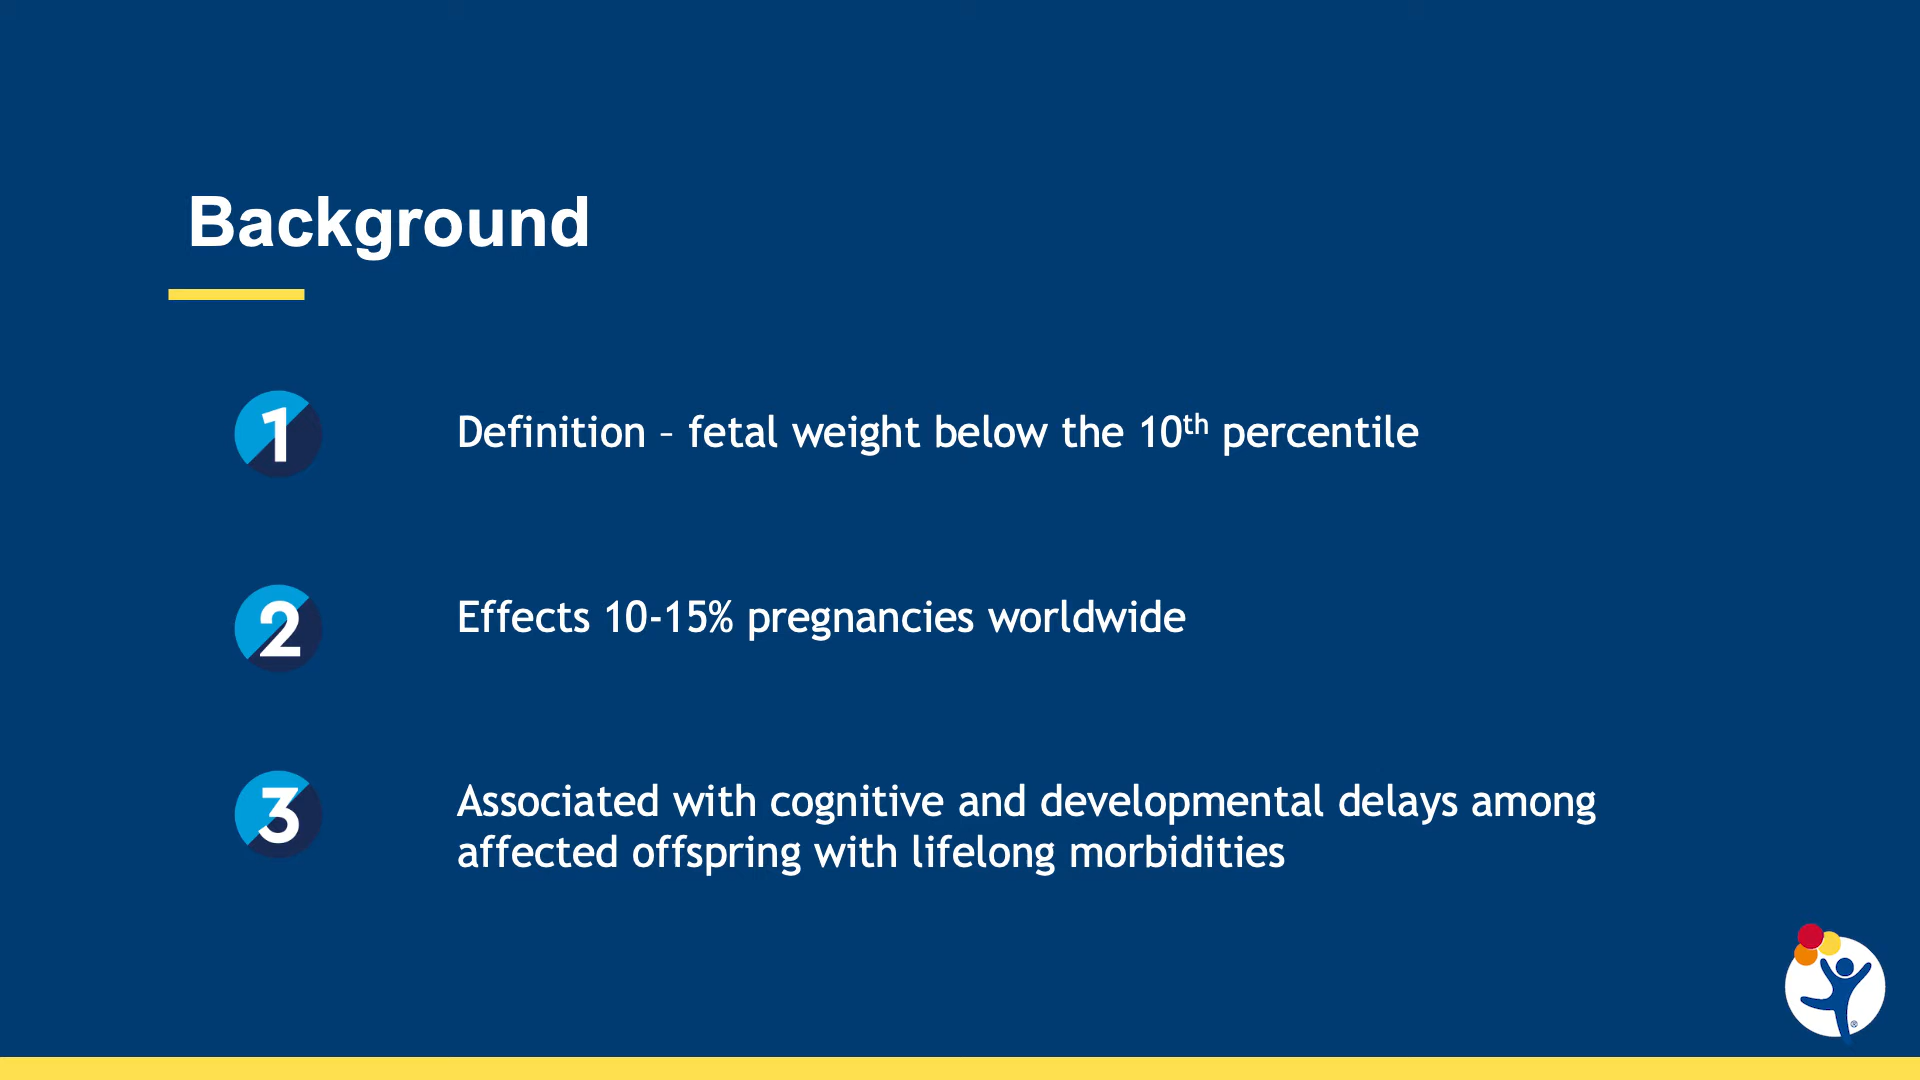 Background
1
Definition – fetal weight below the 10th percentile
2
Effects 10-15% pregnancies worldwide
3
Associated with cognitive and developmental delays among
affected offspring with lifelong morbidities
®